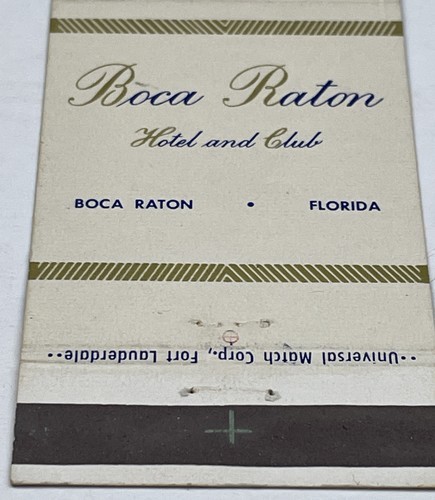 Boca Raton
Hotel and Club
BOCA RATON • FLORIDA
··Universal Match Corp., Fort Lauderdale··